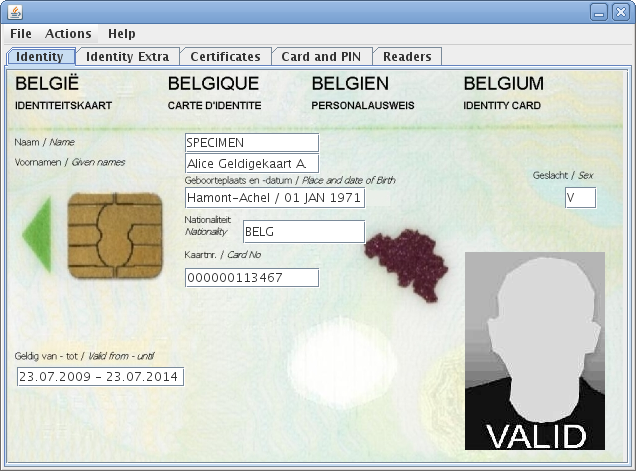 File Actions Help
Identity Identity Extra Certificates Card and PIN Readers
BELGIË BELGIQUE BELGIEN BELGIUM
IDENTITEITSKAART CARTE D'IDENTITE PERSONALAUSWEIS IDENTITY CARD
Naam / Name
SPECIMEN
Voornamen / Given names
Alice Geldigekaart A.
Geboorteplaats en -datum / Place and date of Birth
Hamont-Achel / 01 JAN 1971
Geslacht / Sex
V
Nationaliteit
Nationality
BELG
Kaartnr. / Card No
000000113467
Geldig van - tot / Valid from - until
23.07.2009 - 23.07.2014
VALID